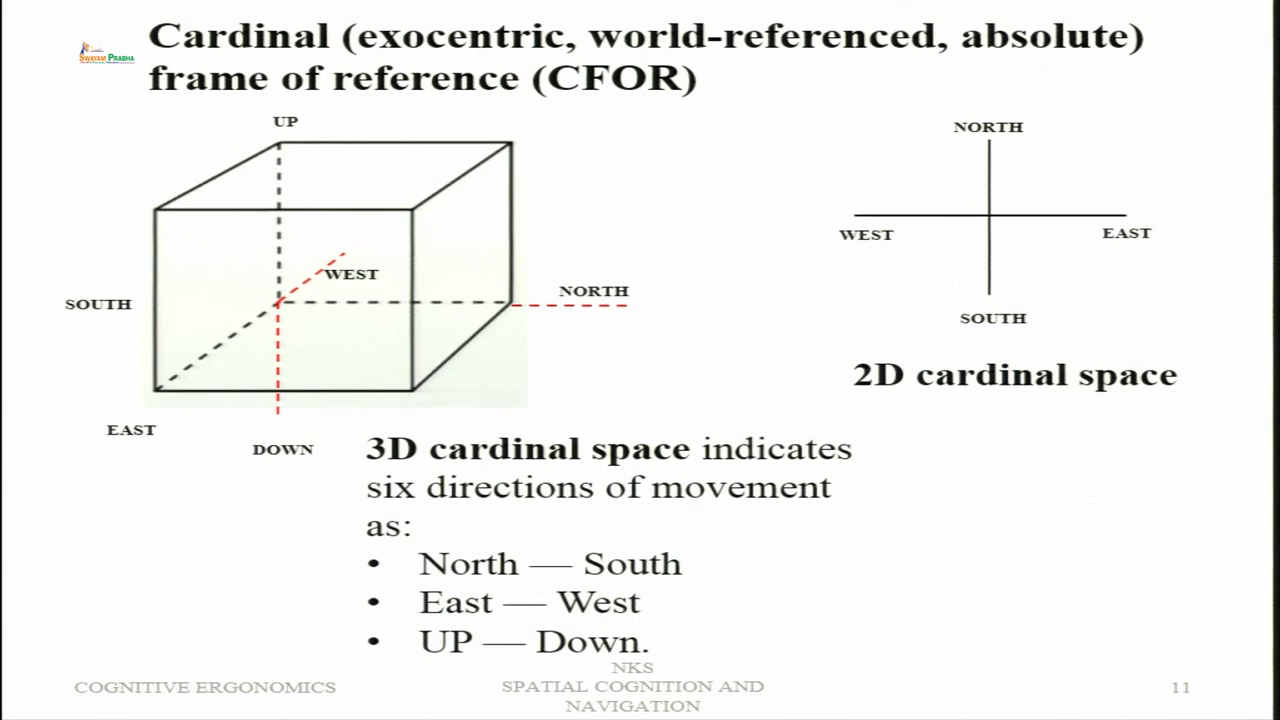 Cardinal (exocentric, world-referenced, absolute)
frame of reference (CFOR)
SWAYAM PRABHA
UP
WEST
SOUTH
NORTH
EAST
DOWN
NORTH
WEST
EAST
SOUTH
2D cardinal space
3D cardinal space indicates
six directions of movement
as:
• North — South
• East — West
• UP — Down.
COGNITIVE ERGONOMICS
NKS
SPATIAL COGNITION AND
NAVIGATION
11